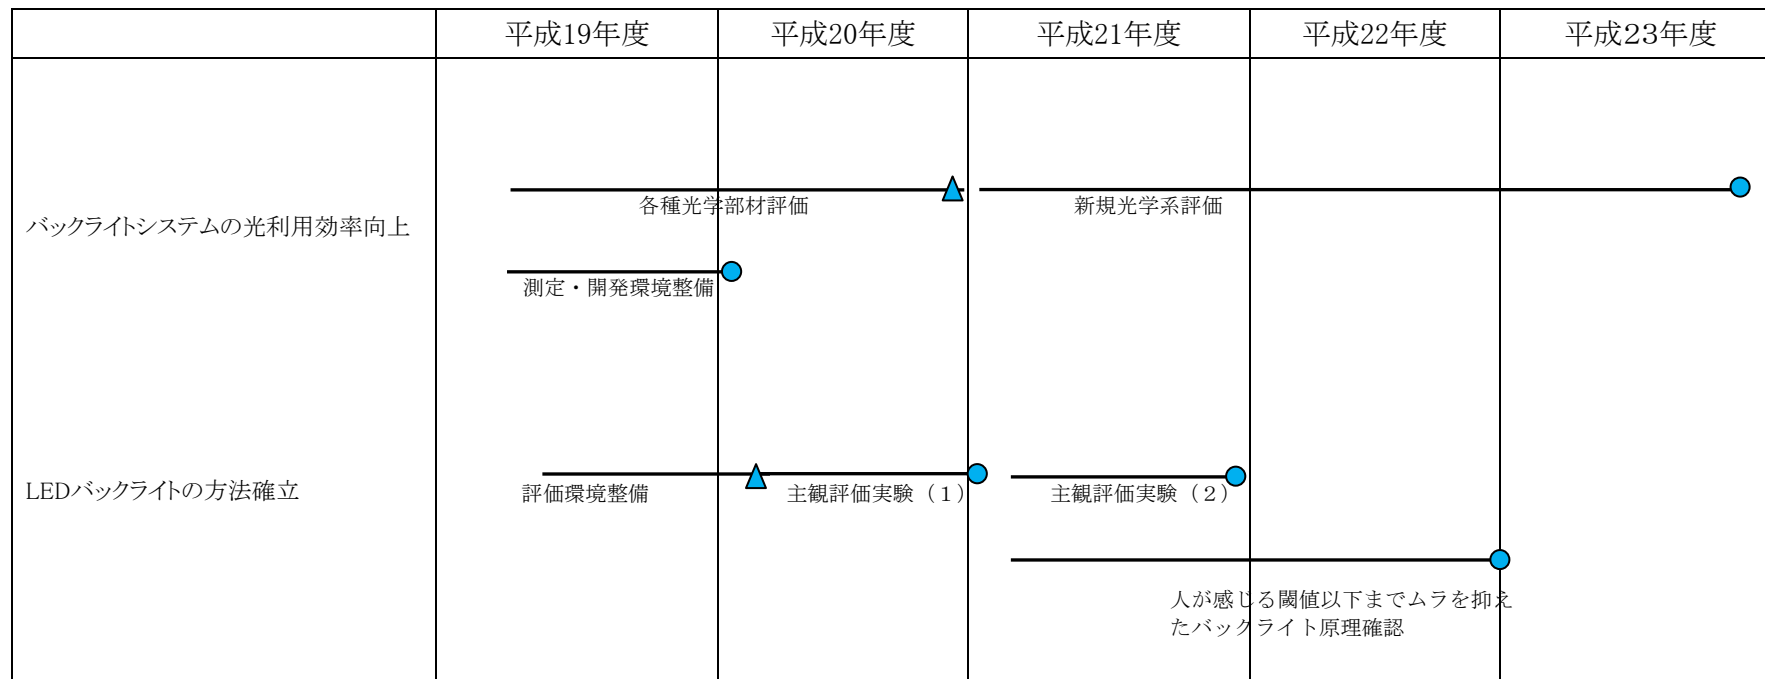 平成19年度
平成20年度
平成21年度
平成22年度
平成２３年度
バックライトシステムの光利用効率向上
各種光学部材評価
新規光学系評価
測定・開発環境整備
LEDバックライトの方法確立
評価環境整備
主観評価実験（１）
主観評価実験（２）
人が感じる閾値以下までムラを抑え
たバックライト原理確認